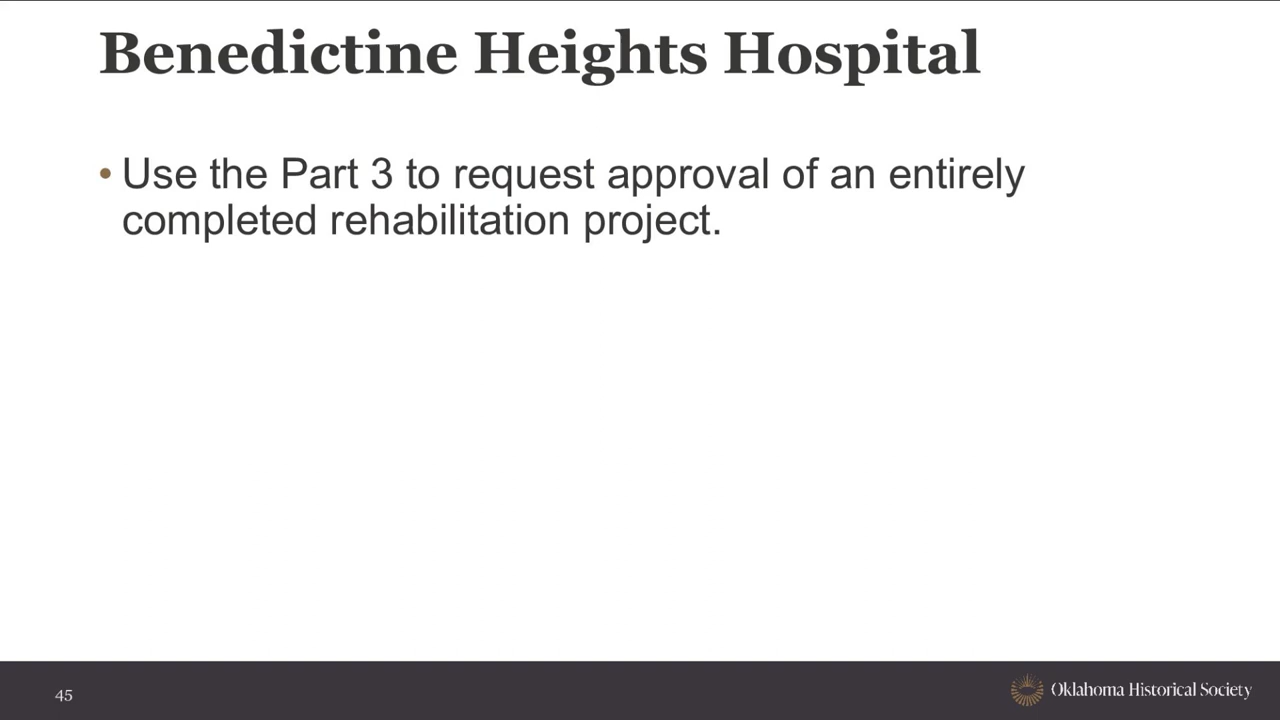 Benedictine Heights Hospital
• Use the Part 3 to request approval of an entirely
completed rehabilitation project.
45
Oklahoma Historical Society